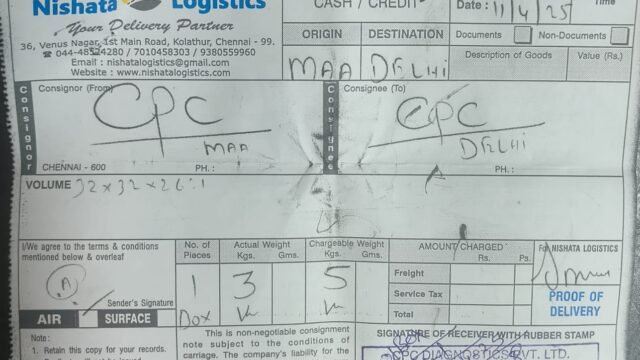 Nishata Logistics
Your Delivery Partner
36, Venus Nagar, 1st Main Road, Kolathur, Chennai - 99.
☎ 044-48524280 / 7010458303 / 9380559960
Email : nishatalogistics@gmail.com
Website : www.nishatalogistics.com
CASH / CREDIT
Date : 11/4/25 Time
ORIGIN DESTINATION
MAA DELHI
Documents Non-Documents
Description of Goods Value (Rs.)
Consignor
Consignor (From)
CPC
MAA
CHENNAI - 600 PH. :
Consignee
Consignee (To)
CPC
DELHI
PH. :
VOLUME 32 x 32 x 26 : 1
I/We agree to the terms & conditions
mentioned below & overleaf
Sender's Signature
AIR SURFACE
No. of Pieces
1
Box
Actual Weight
Kgs. Gms.
3
Chargeable Weight
Kgs. Gms.
5
AMOUNT CHARGED
Rs. Ps.
Freight
Service Tax
Total
For NISHATA LOGISTICS
PROOF OF
DELIVERY
Note :
1. Retain this copy for your records.
This is non-negotiable consignment
note subject to the conditions of
carriage. The company's liability for the
SIGNATURE OF RECEIVER WITH RUBBER STAMP
CPC DIAGNOSTICS PVT. LTD.